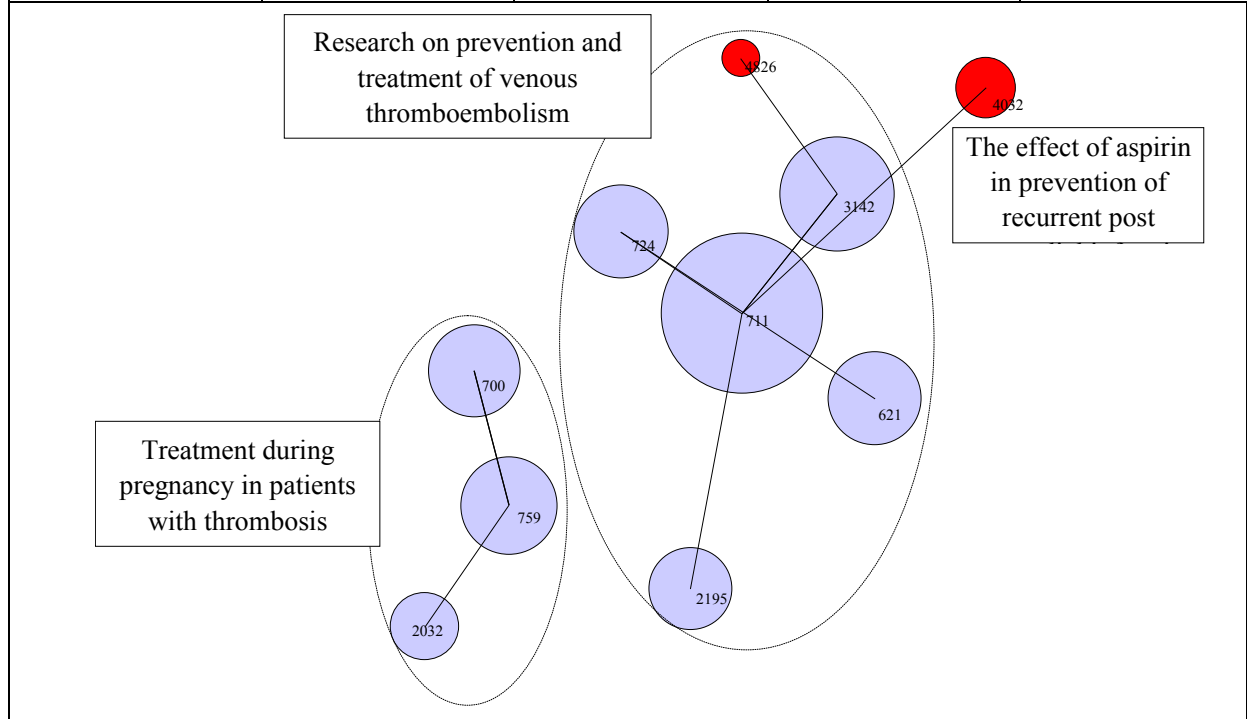 Research on prevention and
treatment of venous
thromboembolism
4826
4032
The effect of aspirin
in prevention of
recurrent post
3142
724
711
700
621
Treatment during
pregnancy in patients
with thrombosis
759
2195
2032